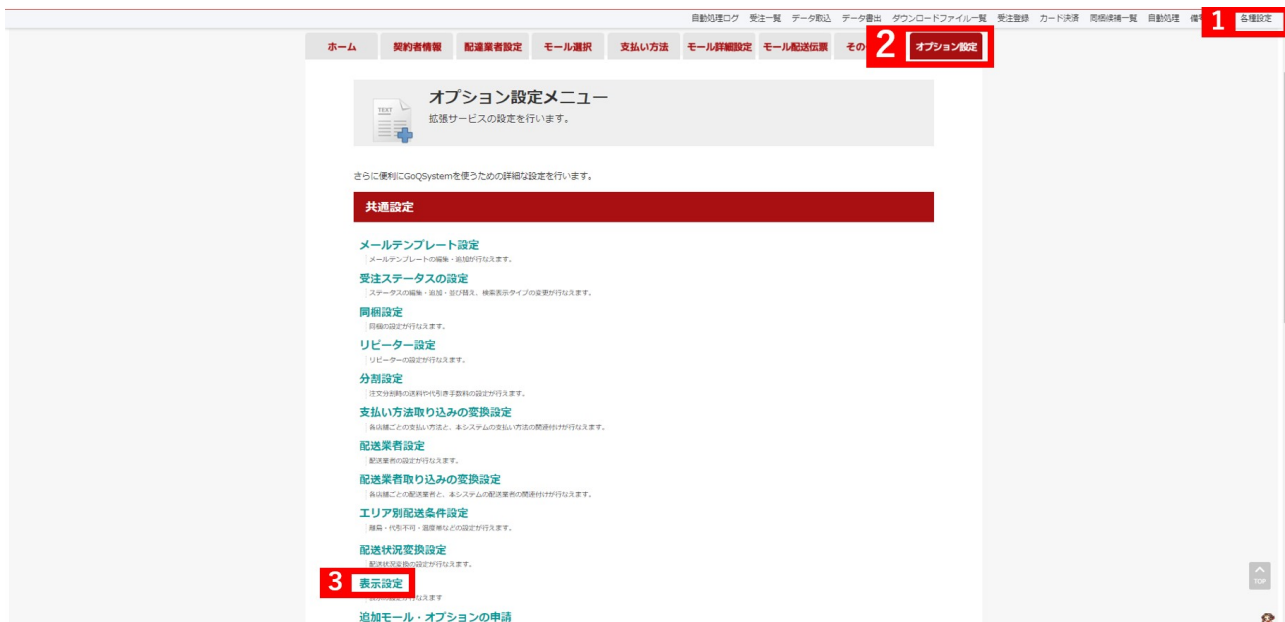 自動処理ログ 受注一覧 データ取込 データ書出 ダウンロードファイル一覧 受注登録 カード決済 同梱候補一覧 自動処理 1 各種設定
ホーム 契約者情報 配達業者設定 モール選択 支払い方法 モール詳細設定 モール配送伝票 その 2 オプション設定
TEXT
オプション設定メニュー
拡張サービスの設定を行います。
さらに便利にGoQSystemを使うための詳細な設定を行います。
共通設定
メールテンプレート設定
メールテンプレートの編集・追加が行なえます。
受注ステータスの設定
ステータスの編集・追加・並び替え、検索表示タイプの変更が行なえます。
同梱設定
同梱の設定が行なえます。
リピーター設定
リピーターの設定が行なえます。
分割設定
注文分割時の送料や代引き手数料の設定が行えます。
支払い方法取り込みの変換設定
各店舗ごとの支払い方法と、本システムの支払い方法の関連付けが行なえます。
配送業者設定
配送業者の設定が行なえます。
配送業者取り込みの変換設定
各店舗ごとの配送業者と、本システムの配送業者の関連付けが行なえます。
エリア別配送条件設定
離島・代引不可・温度帯などの設定が行えます。
配送状況変換設定
配送状況変換の設定が行なえます。
3 表示設定
追加モール・オプションの申請
TOP